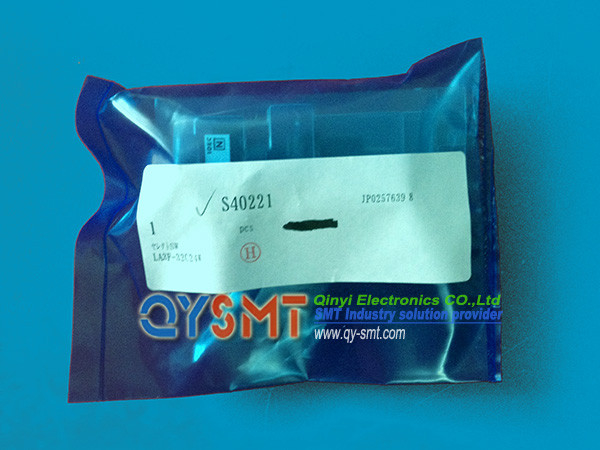 N
S40221
JP0257639 8
1
pcs
H
QYSMT
Qinyi Electronics CO.,Ltd
SMT Industry solution provider
www.qy-smt.com